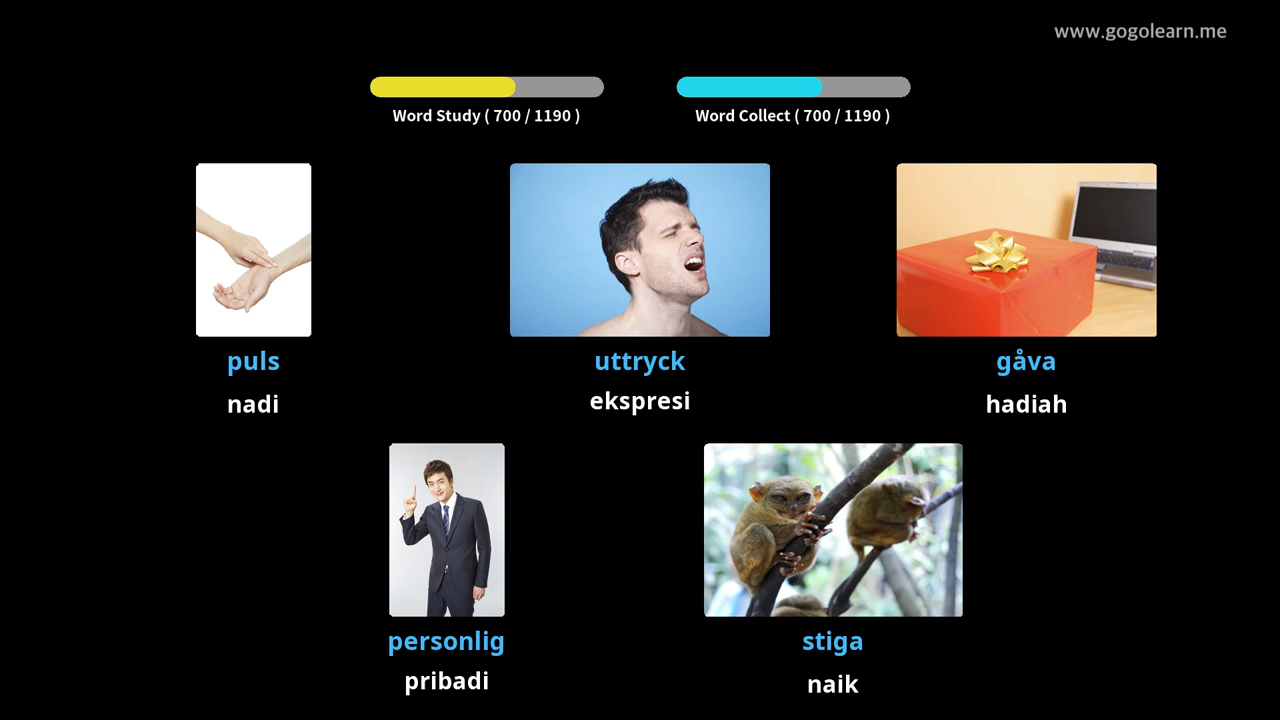 www.gogolearn.me
Word Study ( 700 / 1190 )
Word Collect ( 700 / 1190 )
puls
nadi
uttryck
ekspresi
gåva
hadiah
personlig
pribadi
stiga
naik